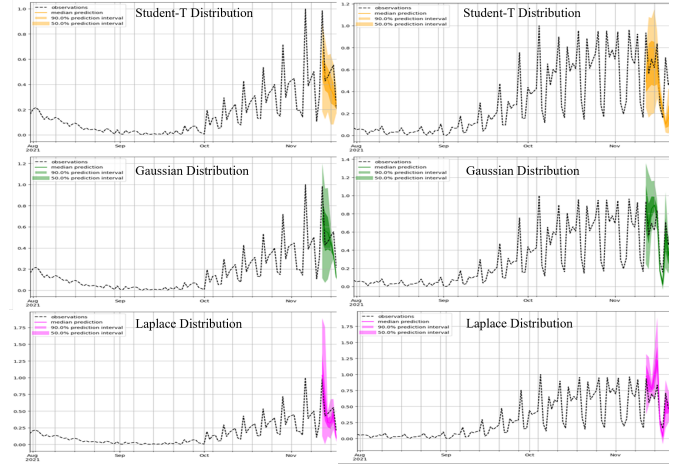 Student-T Distribution
observations
median prediction
90.0% prediction interval
50.0% prediction interval
1.0
0.8
0.6
0.4
0.2
0.0
Aug
2021
Sep
Oct
Nov
Student-T Distribution
observations
median prediction
90.0% prediction interval
50.0% prediction interval
1.2
1.0
0.8
0.6
0.4
0.2
0.0
Aug
2021
Sep
Oct
Nov
Gaussian Distribution
observations
median prediction
90.0% prediction interval
50.0% prediction interval
1.2
1.0
0.8
0.6
0.4
0.2
0.0
Aug
2021
Sep
Oct
Nov
Gaussian Distribution
observations
median prediction
90.0% prediction interval
50.0% prediction interval
1.4
1.2
1.0
0.8
0.6
0.4
0.2
0.0
Aug
2021
Sep
Oct
Nov
Laplace Distribution
observations
median prediction
90.0% prediction interval
50.0% prediction interval
1.75
1.50
1.25
1.00
0.75
0.50
0.25
0.00
Aug
2021
Sep
Oct
Nov
Laplace Distribution
observations
median prediction
90.0% prediction interval
50.0% prediction interval
1.75
1.50
1.25
1.00
0.75
0.50
0.25
0.00
Aug
2021
Sep
Oct
Nov